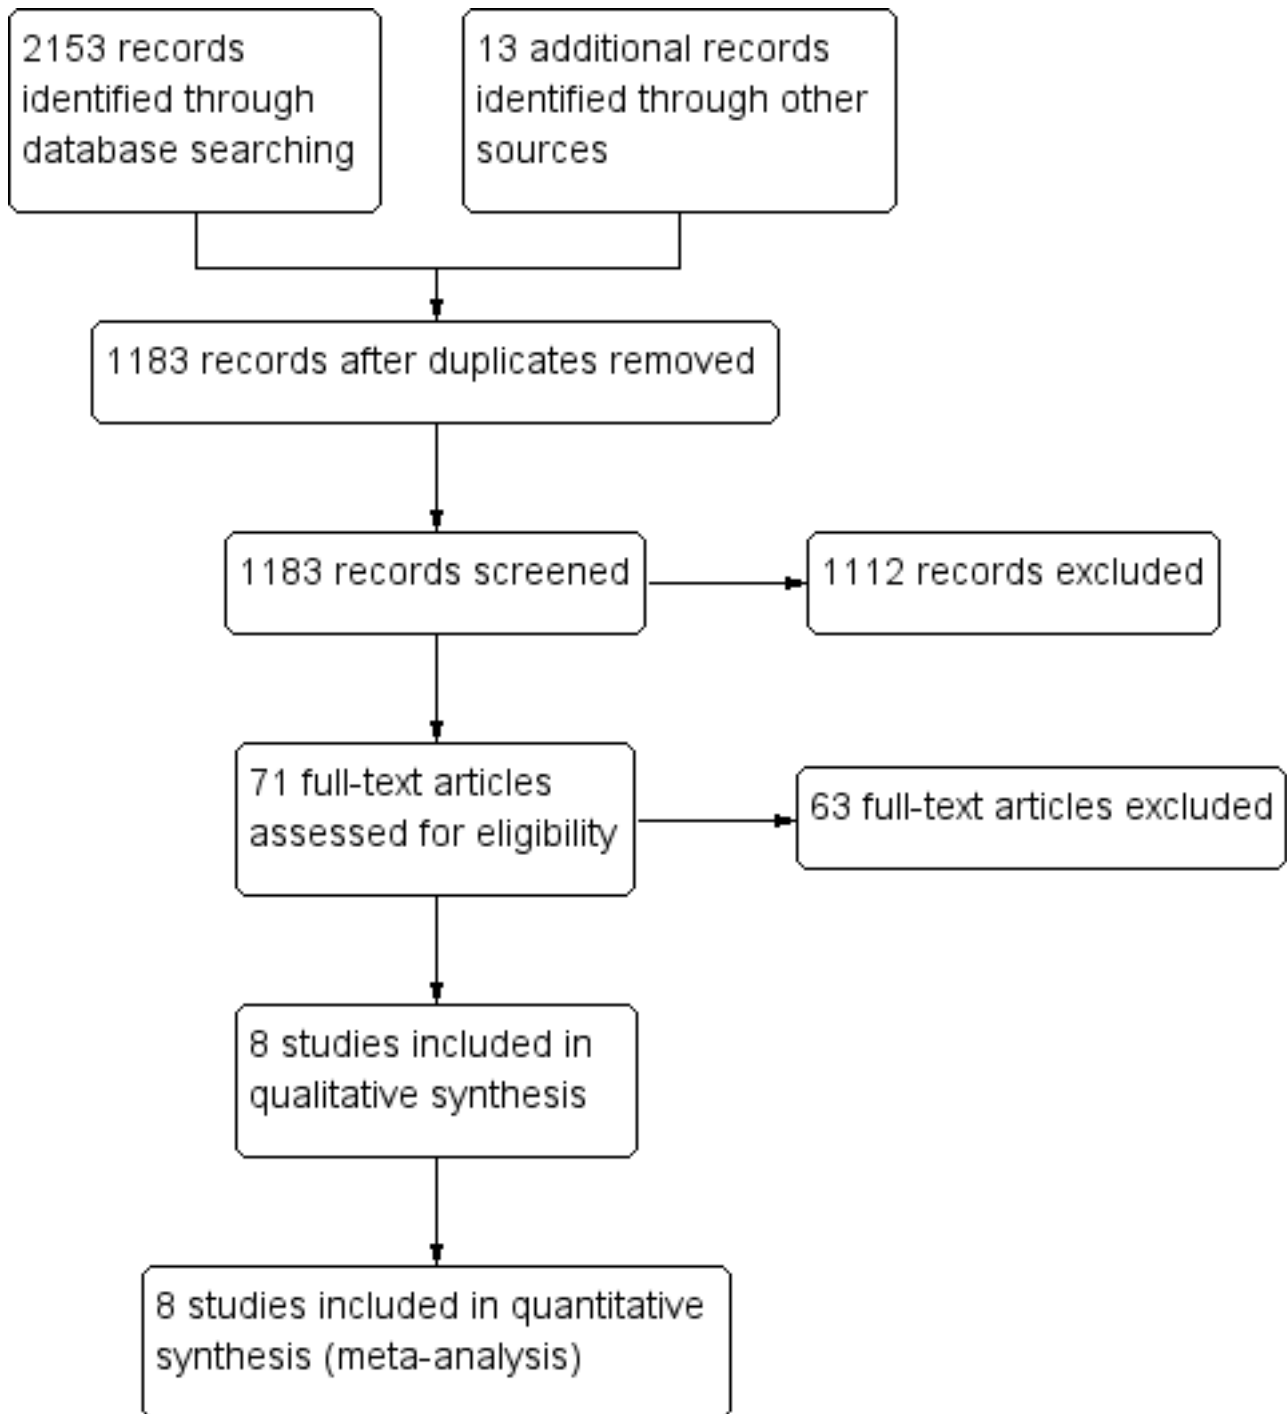 2153 records
identified through
database searching
13 additional records
identified through other
sources
1183 records after duplicates removed
1183 records screened
1112 records excluded
71 full-text articles
assessed for eligibility
63 full-text articles excluded
8 studies included in
qualitative synthesis
8 studies included in quantitative
synthesis (meta-analysis)